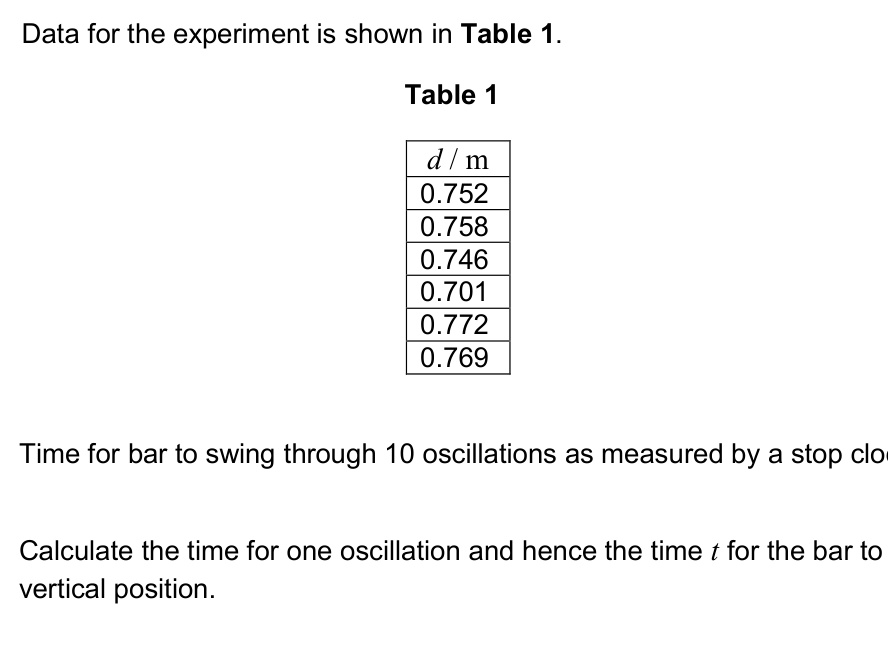 Data for the experiment is shown in Table 1.
Table 1
d / m
0.752
0.758
0.746
0.701
0.772
0.769
Time for bar to swing through 10 oscillations as measured by a stop
Calculate the time for one oscillation and hence the time t for the bar to
vertical position.